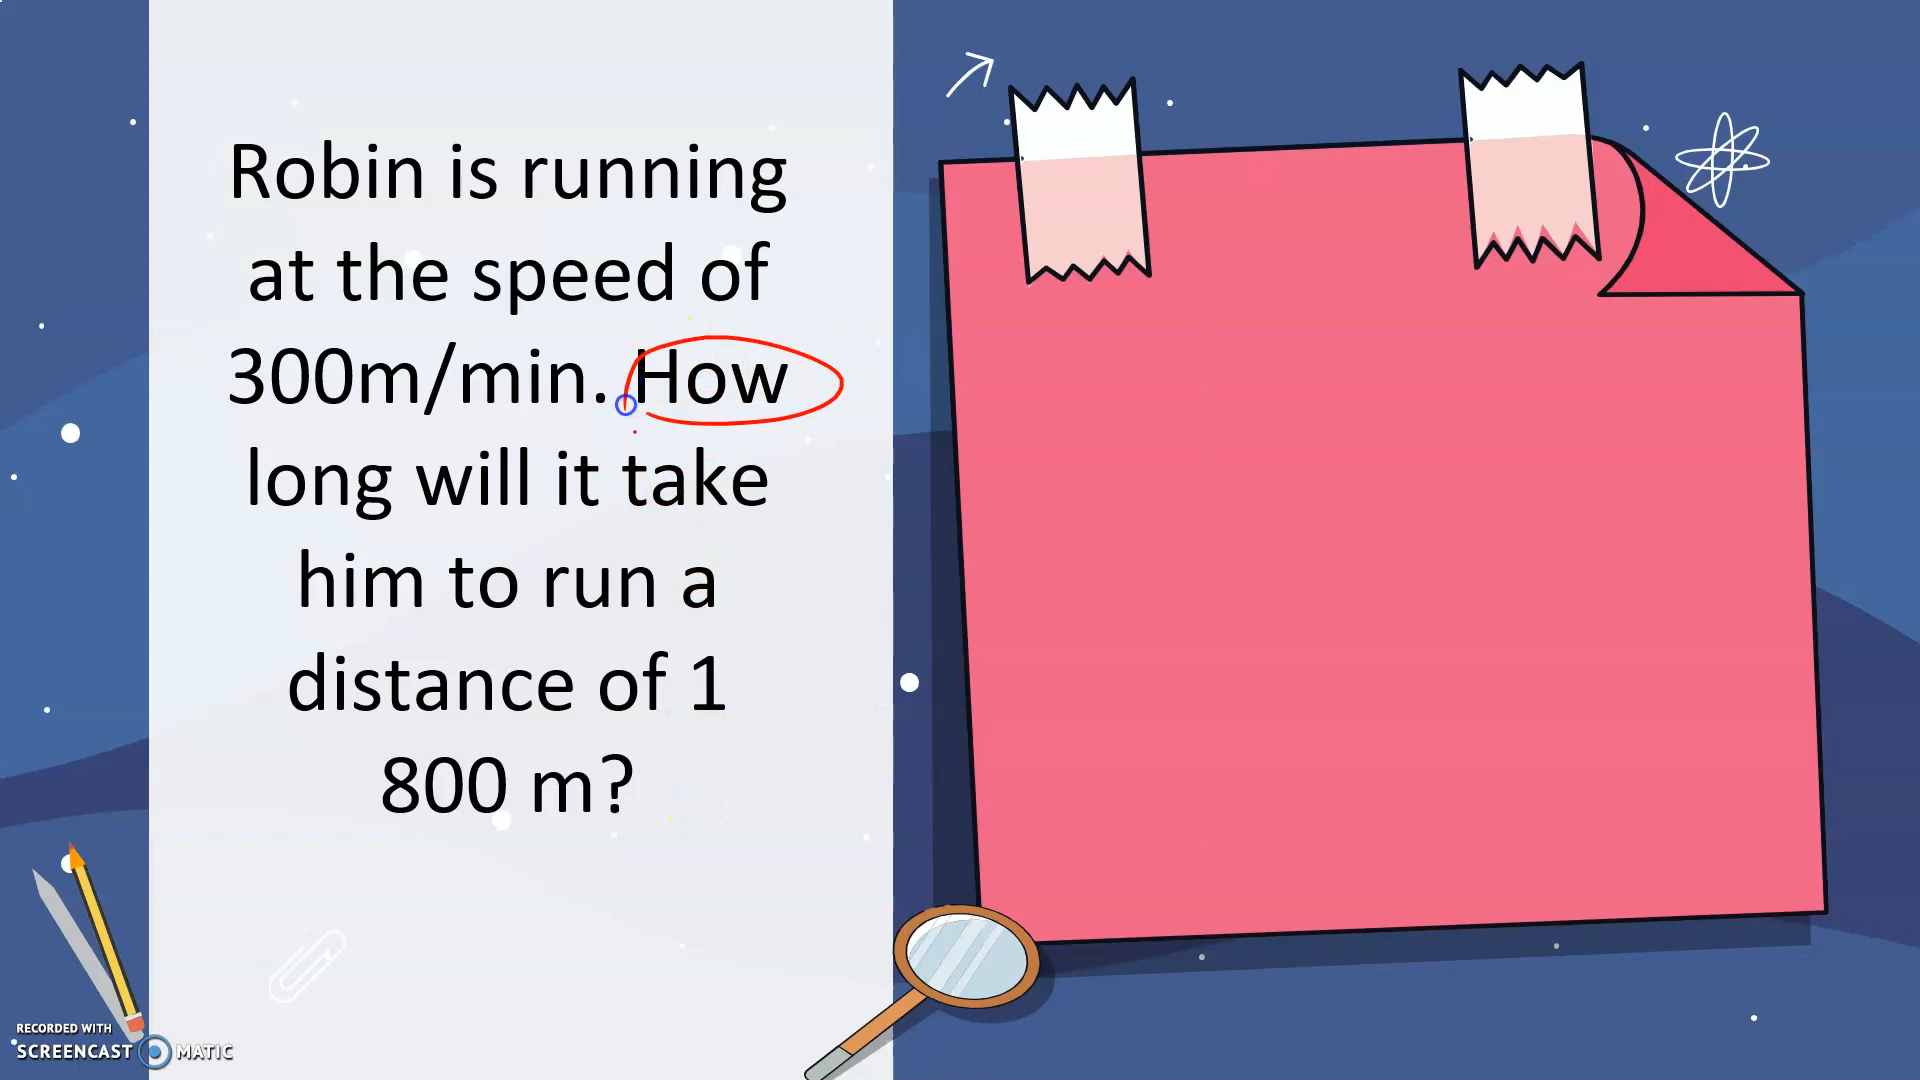 Robin is running
at the speed of
300m/min. How
long will it take
him to run a
distance of 1
800 m?
RECORDED WITH
SCREENCAST MATIC